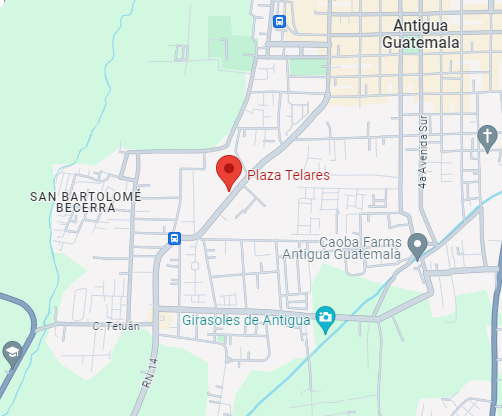 Antigua
Guatemala
4a Avenida Sur
Plaza Telares
SAN BARTOLOMÉ
BECERRA
Caoba Farms
Antigua Guatemala
Girasoles de Antigua
C. Tetuán
RN 14